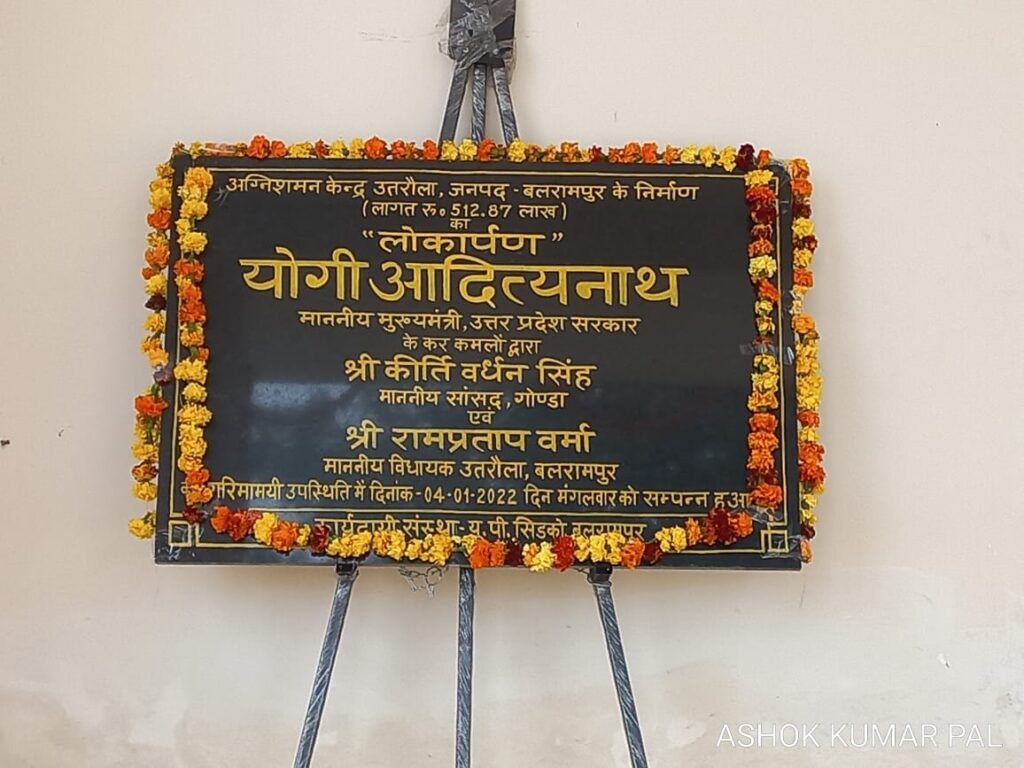 अग्निशमन केन्द्र उतरौला, जनपद - बलरामपुर के निर्माण
(लागत रु० 512.87 लाख)
का
"लोकार्पण"
योगी आदित्यनाथ
माननीय मुख्यमंत्री, उत्तर प्रदेश सरकार
के कर कमलों द्वारा
श्री कीर्ति वर्धन सिंह
माननीय सांसद, गोण्डा
एवं
श्री रामप्रताप वर्मा
माननीय विधायक उतरौला, बलरामपुर
गरिमामयी उपस्थिति में दिनांक - 04-01-2022 दिन मंगलवार को सम्पन्न हुआ
कार्यदायी संस्था - यू.पी. सिडको बलरामपुर
ASHOK KUMAR PAL